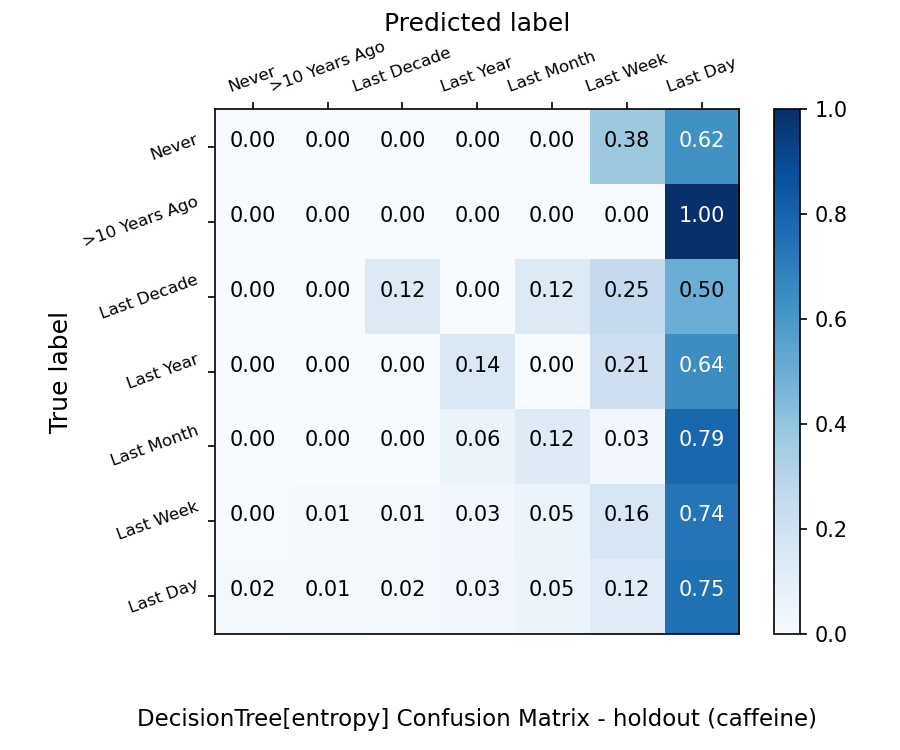 Predicted label
Never >10 Years Ago Last Decade Last Year Last Month Last Week Last Day
1.0
Never 0.00 0.00 0.00 0.00 0.00 0.38 0.62
>10 Years Ago 0.00 0.00 0.00 0.00 0.00 0.00 1.00
0.8
Last Decade 0.00 0.00 0.12 0.00 0.12 0.25 0.50
0.6
True label
Last Year 0.00 0.00 0.00 0.14 0.00 0.21 0.64
0.4
Last Month 0.00 0.00 0.00 0.06 0.12 0.03 0.79
Last Week 0.00 0.01 0.01 0.03 0.05 0.16 0.74
0.2
Last Day 0.02 0.01 0.02 0.03 0.05 0.12 0.75
0.0
DecisionTree[entropy] Confusion Matrix - holdout (caffeine)